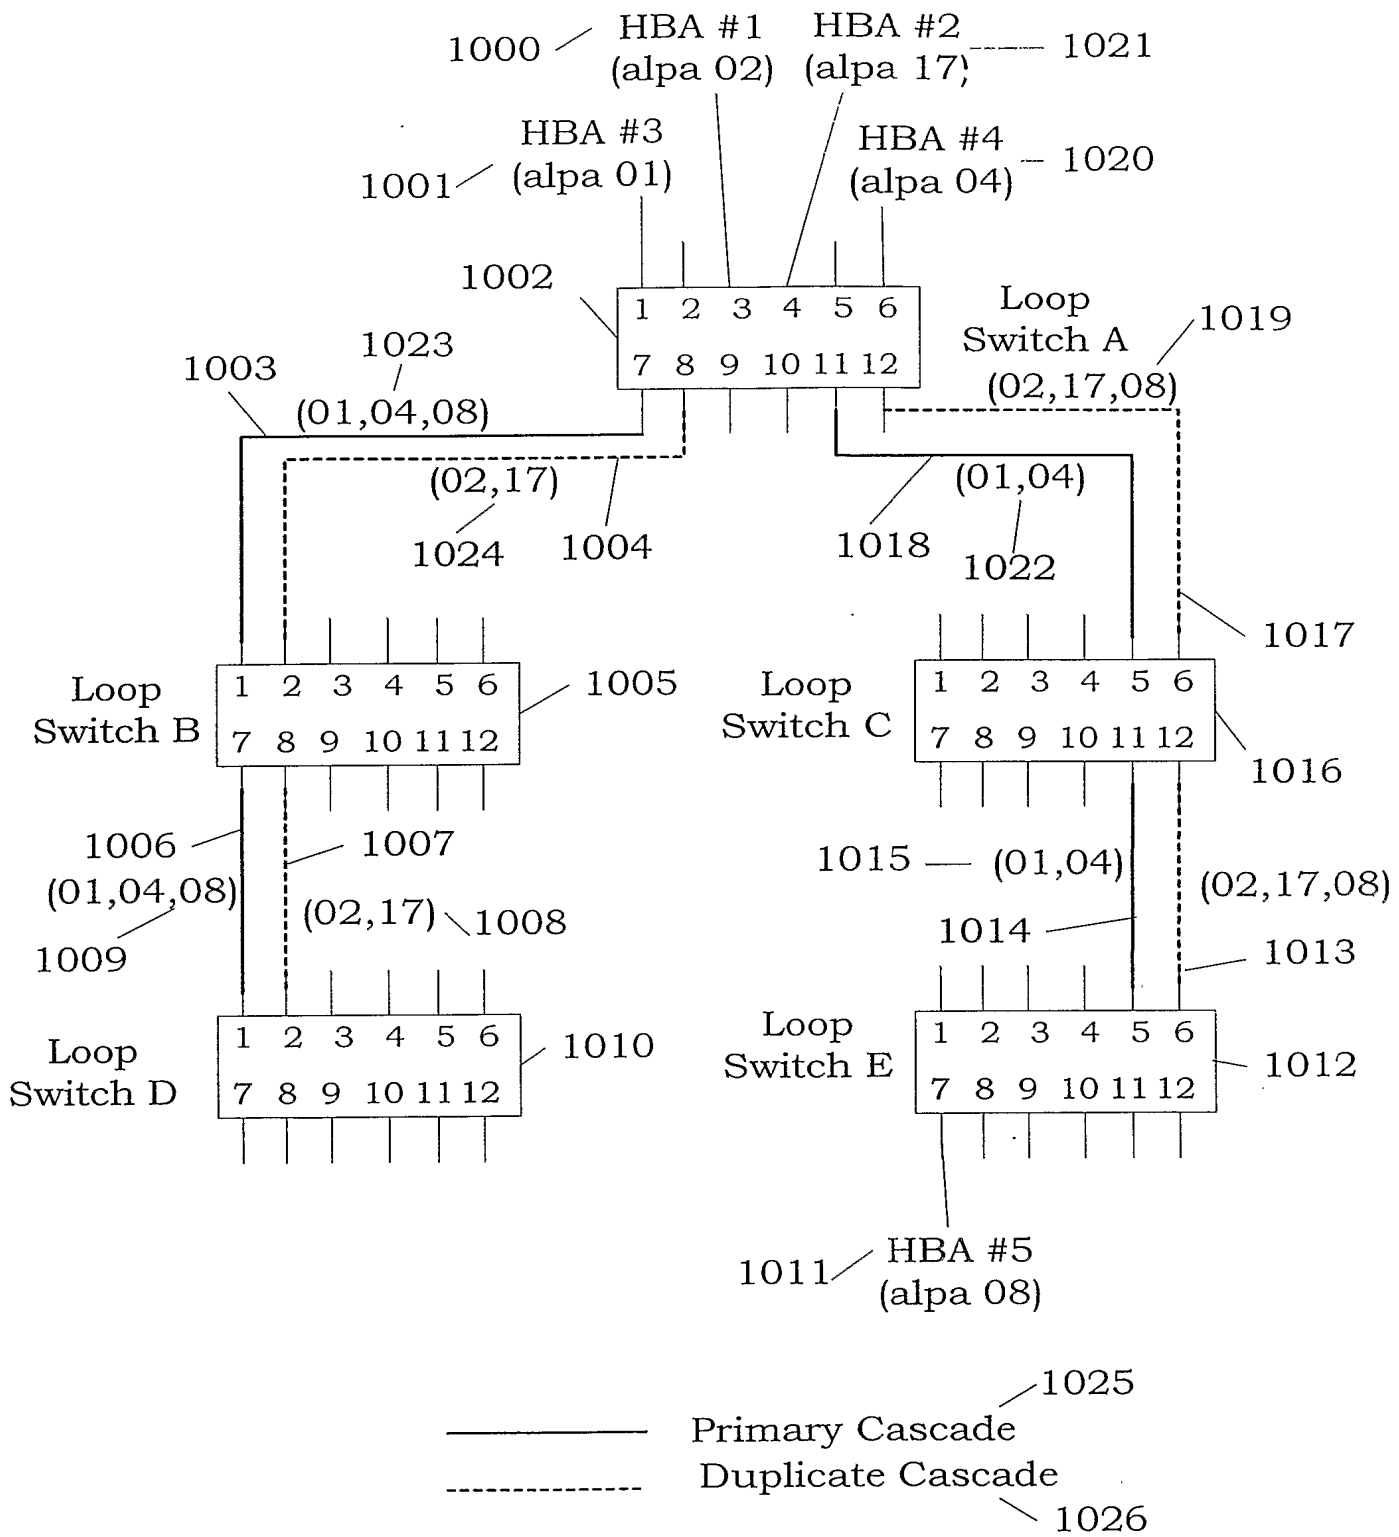 1000
HBA #1
(alpa 02)
HBA #2
(alpa 17)
1021
HBA #3
(alpa 01)
1001
HBA #4
(alpa 04)
1020
1002
1 2 3 4 5 6
7 8 9 10 11 12
Loop
Switch A
1019
(02,17,08)
1023
1003
(01,04,08)
(02,17)
1024
1004
(01,04)
1018
1022
1017
Loop
Switch B
1 2 3 4 5 6
7 8 9 10 11 12
1005
Loop
Switch C
1 2 3 4 5 6
7 8 9 10 11 12
1016
1006
(01,04,08)
1009
1007
(02,17)
1008
1015
(01,04)
1014
(02,17,08)
1013
Loop
Switch D
1 2 3 4 5 6
7 8 9 10 11 12
1010
Loop
Switch E
1 2 3 4 5 6
7 8 9 10 11 12
1012
1011
HBA #5
(alpa 08)
1025
Primary Cascade
Duplicate Cascade
1026